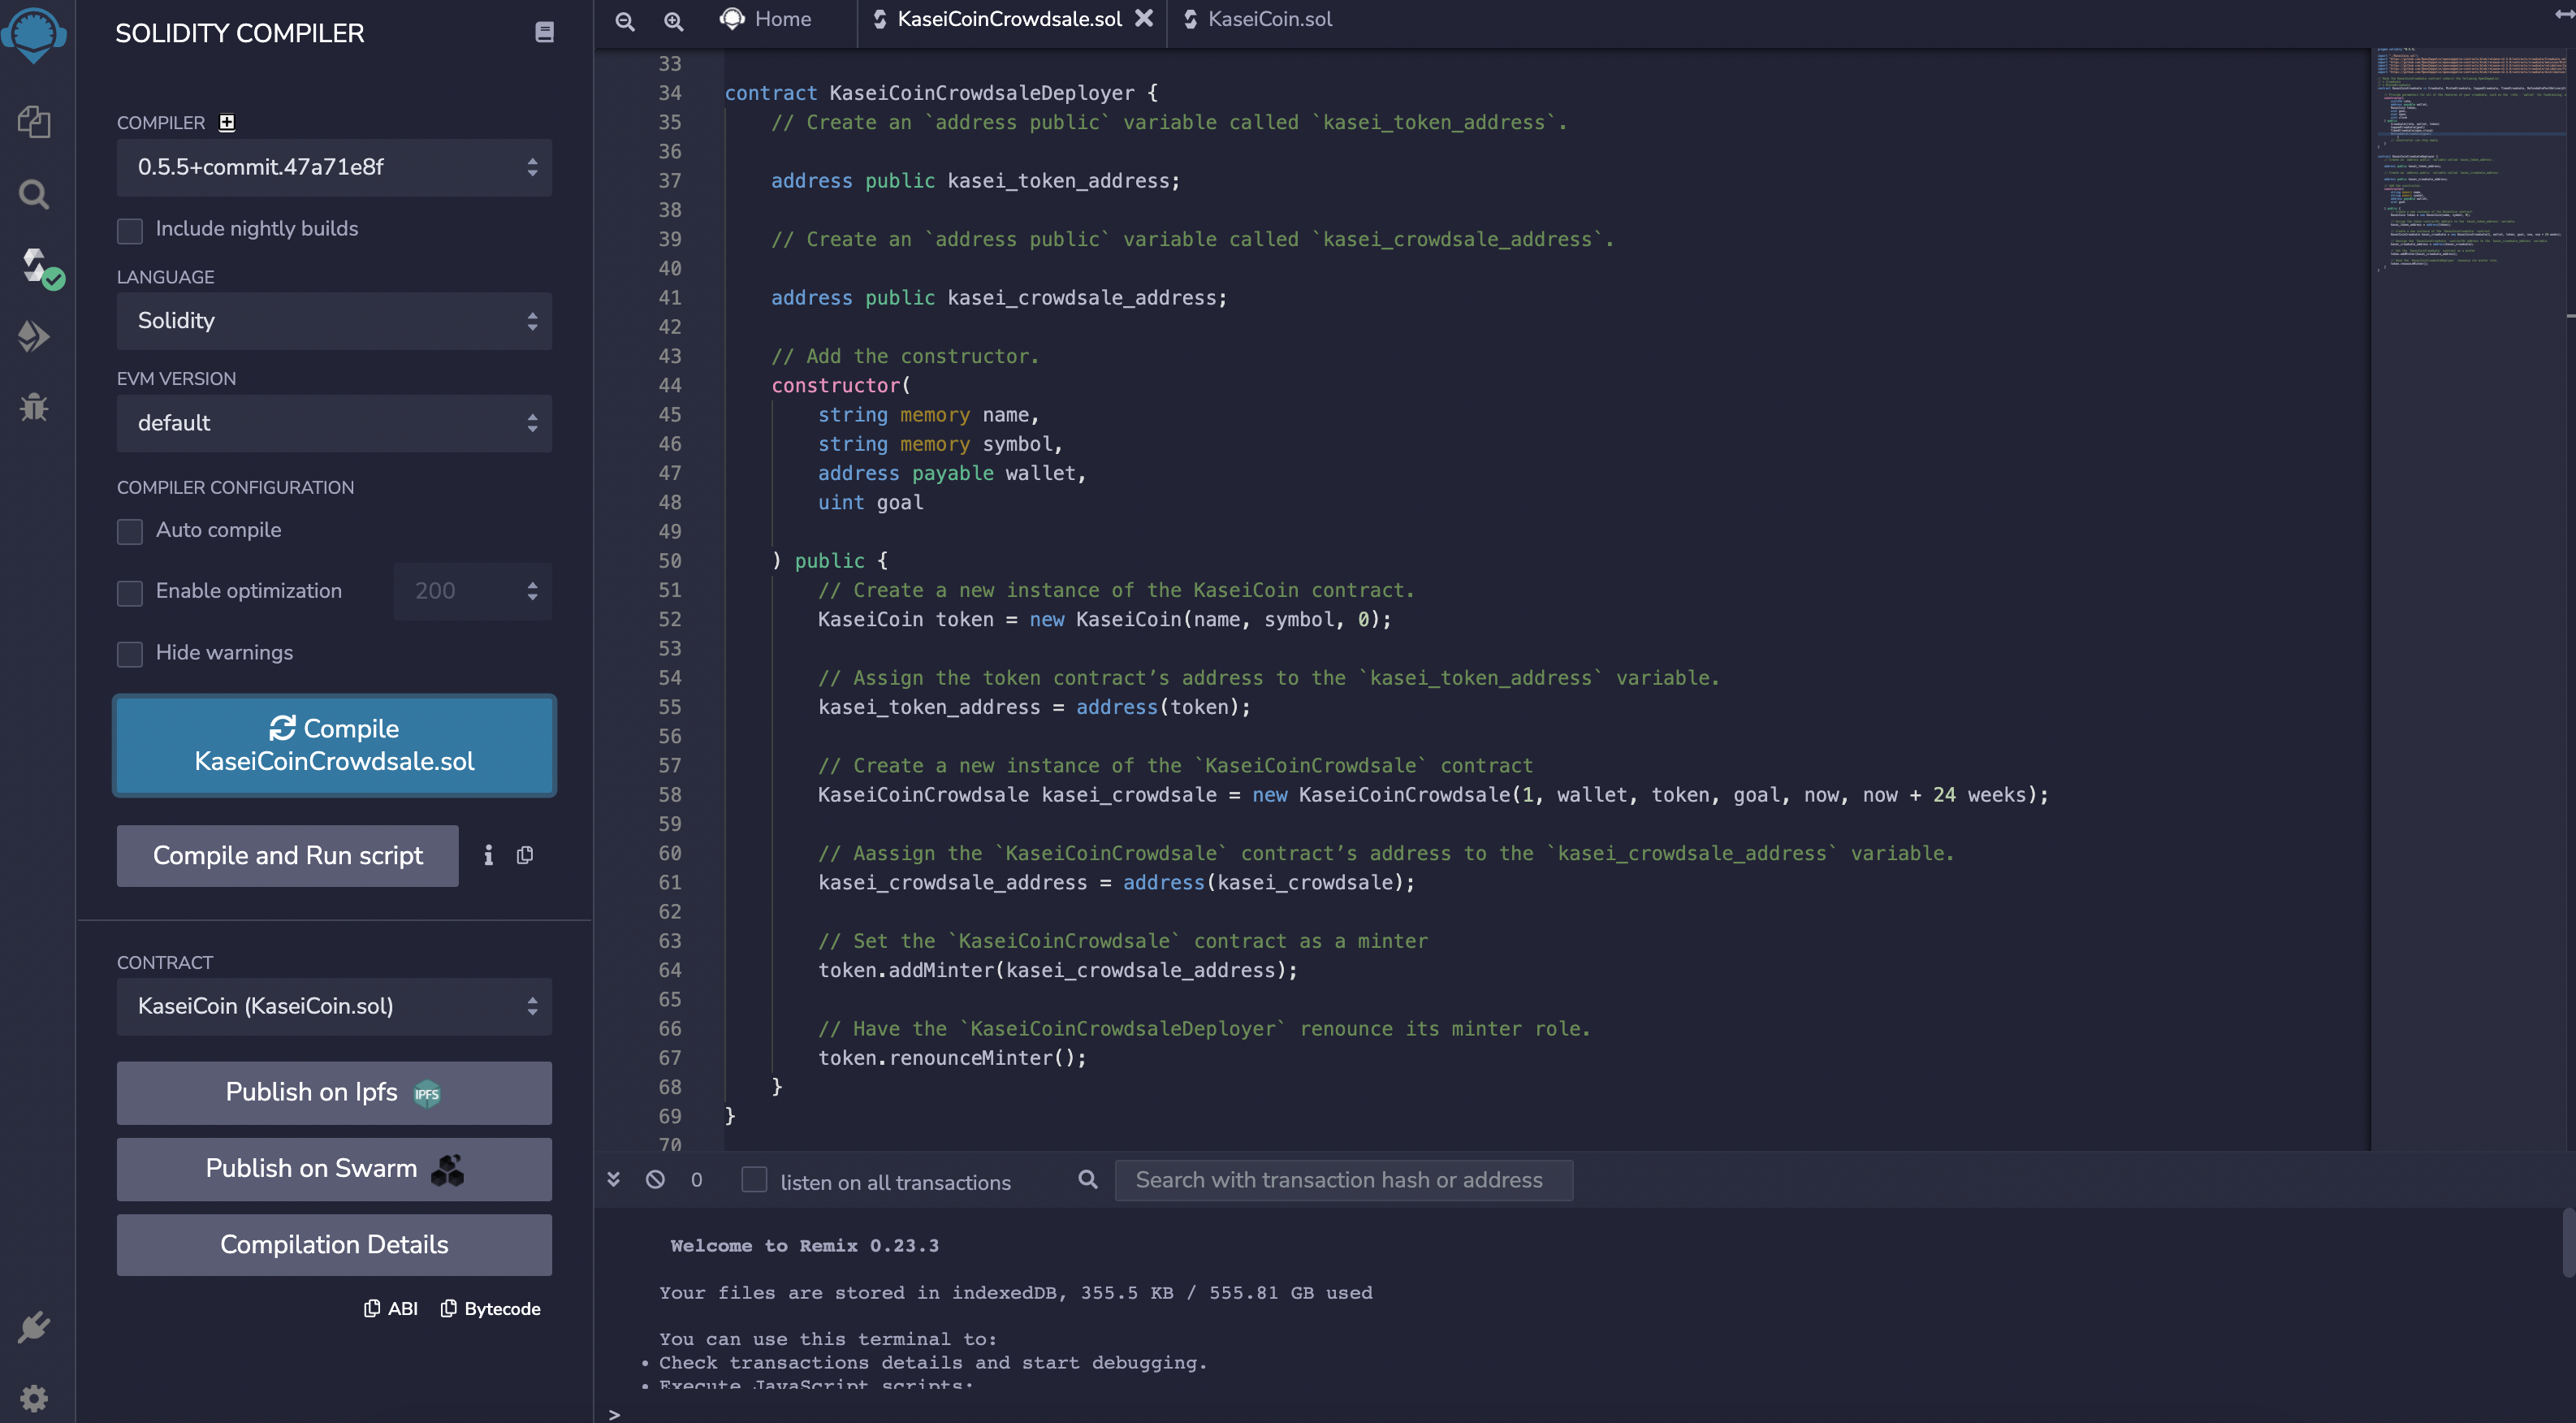 SOLIDITY COMPILER
COMPILER
0.5.5+commit.47a71e8f
Include nightly builds
LANGUAGE
Solidity
EVM VERSION
default
COMPILER CONFIGURATION
Auto compile
Enable optimization
200
Hide warnings
Compile
KaseiCoinCrowdsale.sol
Compile and Run script
CONTRACT
KaseiCoin (KaseiCoin.sol)
Publish on Ipfs
IPFS
Publish on Swarm
Compilation Details
ABI
Bytecode
Home
KaseiCoinCrowdsale.sol
KaseiCoin.sol
33
34 contract KaseiCoinCrowdsaleDeployer {
35 // Create an `address public` variable called `kasei_token_address`.
36
37 address public kasei_token_address;
38
39 // Create an `address public` variable called `kasei_crowdsale_address`.
40
41 address public kasei_crowdsale_address;
42
43 // Add the constructor.
44 constructor(
45 string memory name,
46 string memory symbol,
47 address payable wallet,
48 uint goal
49
50 ) public {
51 // Create a new instance of the KaseiCoin contract.
52 KaseiCoin token = new KaseiCoin(name, symbol, 0);
53
54 // Assign the token contract’s address to the `kasei_token_address` variable.
55 kasei_token_address = address(token);
56
57 // Create a new instance of the `KaseiCoinCrowdsale` contract
58 KaseiCoinCrowdsale kasei_crowdsale = new KaseiCoinCrowdsale(1, wallet, token, goal, now, now + 24 weeks);
59
60 // Aassign the `KaseiCoinCrowdsale` contract’s address to the `kasei_crowdsale_address` variable.
61 kasei_crowdsale_address = address(kasei_crowdsale);
62
63 // Set the `KaseiCoinCrowdsale` contract as a minter
64 token.addMinter(kasei_crowdsale_address);
65
66 // Have the `KaseiCoinCrowdsaleDeployer` renounce its minter role.
67 token.renounceMinter();
68 }
69 }
70
0
listen on all transactions
Search with transaction hash or address
Welcome to Remix 0.23.3
Your files are stored in indexedDB, 355.5 KB / 555.81 GB used
You can use this terminal to:
• Check transactions details and start debugging.
• Execute JavaScript scripts:
>